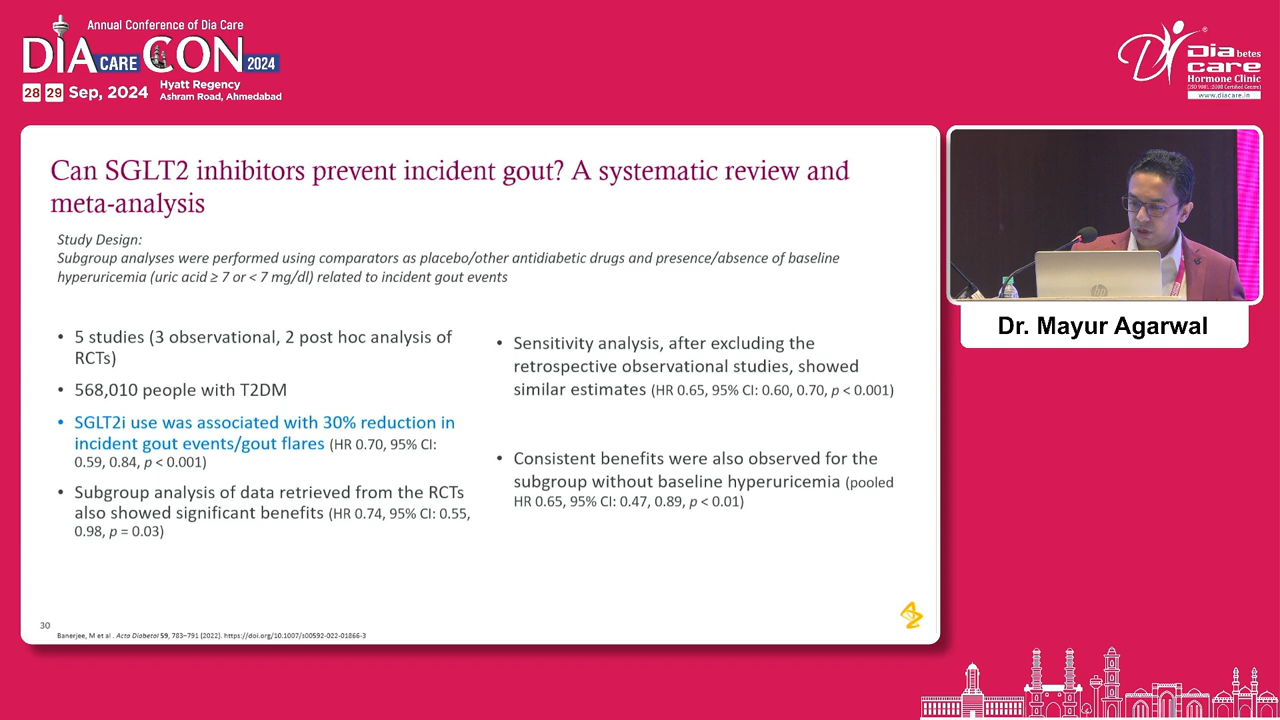 Annual Conference of Dia Care
DIA CARE CON 2024
28 29 Sep, 2024
Hyatt Regency
Ashram Road, Ahmedabad
Diabetes
care
Hormone Clinic
(ISO 9001 :2008 Certified Centre)
www.diacare.in
Can SGLT2 inhibitors prevent incident gout? A systematic review and
meta-analysis
Study Design:
Subgroup analyses were performed using comparators as placebo/other antidiabetic drugs and presence/absence of baseline
hyperuricemia (uric acid ≥ 7 or < 7 mg/dl) related to incident gout events
• 5 studies (3 observational, 2 post hoc analysis of
RCTs)
• 568,010 people with T2DM
• SGLT2i use was associated with 30% reduction in
incident gout events/gout flares (HR 0.70, 95% CI:
0.59, 0.84, p < 0.001)
• Subgroup analysis of data retrieved from the RCTs
also showed significant benefits (HR 0.74, 95% CI: 0.55,
0.98, p = 0.03)
• Sensitivity analysis, after excluding the
retrospective observational studies, showed
similar estimates (HR 0.65, 95% CI: 0.60, 0.70, p < 0.001)
• Consistent benefits were also observed for the
subgroup without baseline hyperuricemia (pooled
HR 0.65, 95% CI: 0.47, 0.89, p < 0.01)
30
Banerjee, M et al . Acta Diabetol 59, 783–791 (2022). https://doi.org/10.1007/s00592-022-01866-3
hp
Dr. Mayur Agarwal